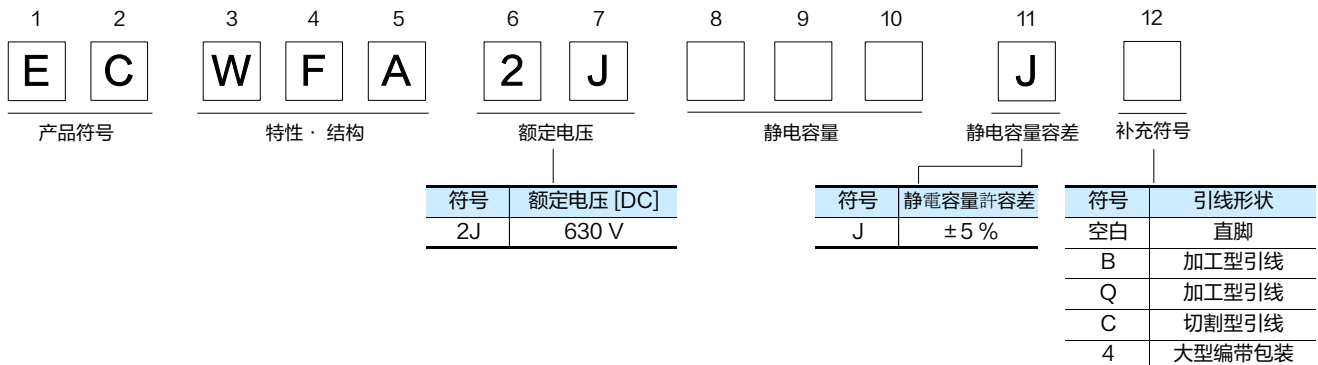 1 2 3 4 5 6 7 8 9 10 11 12
E C W F A 2 J J
产品符号 特性· 结构 额定电压 静电容量 静电容量容差 补充符号
符号 额定电压 [DC] 符号 静電容量許容差 符号 引线形状
2J 630 V J ±5 % 空白 直脚
B 加工型引线
Q 加工型引线
C 切割型引线
4 大型编带包装